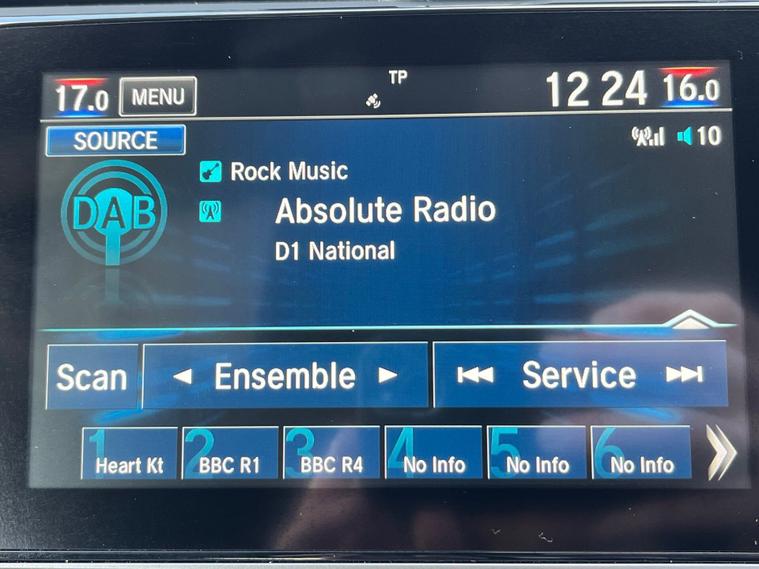 17.0 MENU TP 12 24 16.0
SOURCE 10
DAB
Rock Music
Absolute Radio
D1 National
Scan Ensemble Service
1 Heart Kt 2 BBC R1 3 BBC R4 4 No Info 5 No Info 6 No Info